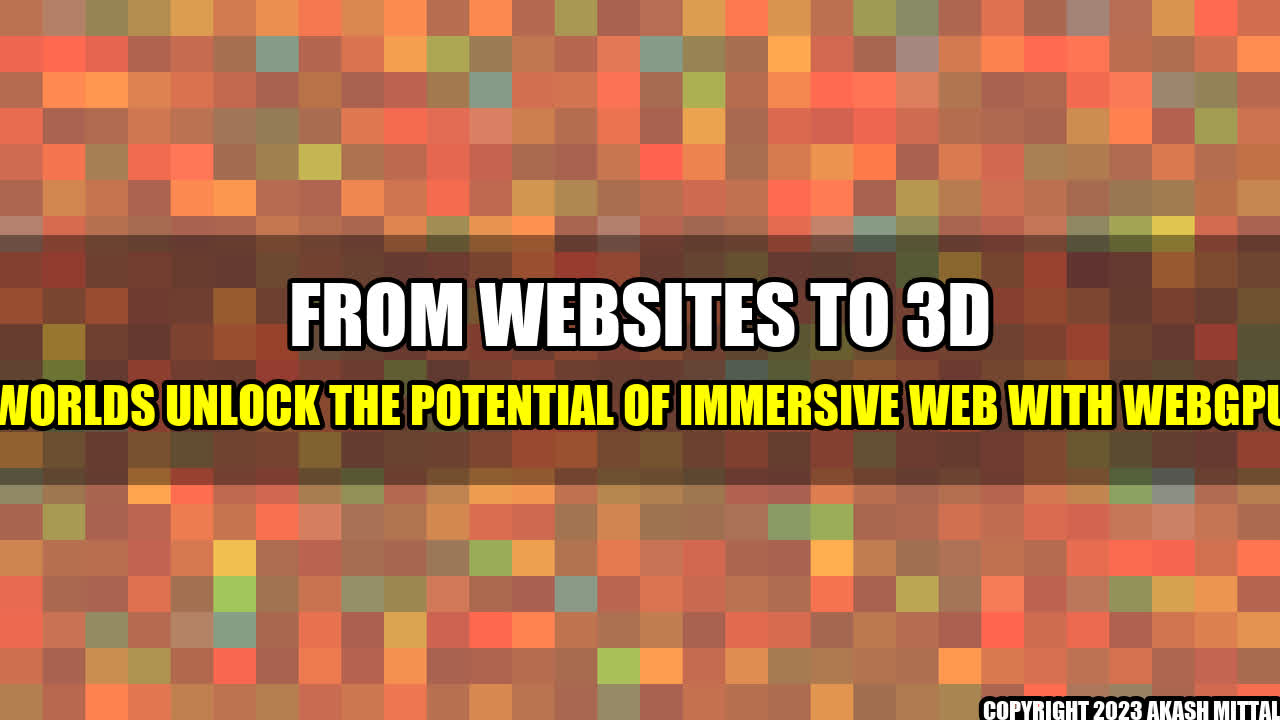 FROM WEBSITES TO 3D
WORLDS UNLOCK THE POTENTIAL OF IMMERSIVE WEB WITH WEBGPU
COPYRIGHT 2023 AKASH MITTAL